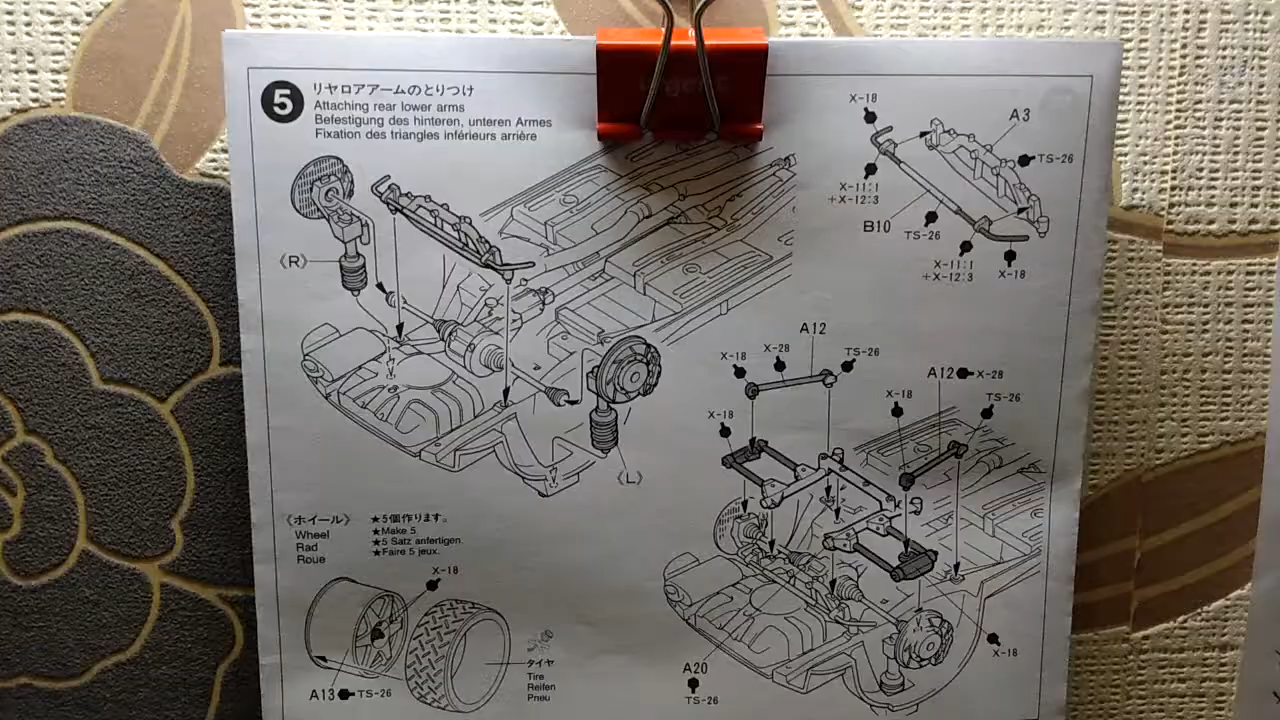 5
リヤロアアームのとりつけ
Attaching rear lower arms
Befestigung des hinteren, unteren Armes
Fixation des triangles inférieurs arrière
《R》
《L》
X-18
A3
TS-26
X-11:1
+X-12:3
B10
TS-26
X-11:1
+X-12:3
X-18
A12
X-18
X-28
TS-26
A12
X-28
X-18
TS-26
X-18
X-18
A20
TS-26
《ホイール》
Wheel
Rad
Roue
★5個作ります。
★Make 5.
★5 Satz anfertigen.
★Faire 5 jeux.
X-18
A13
TS-26
タイヤ
Tire
Reifen
Pneu